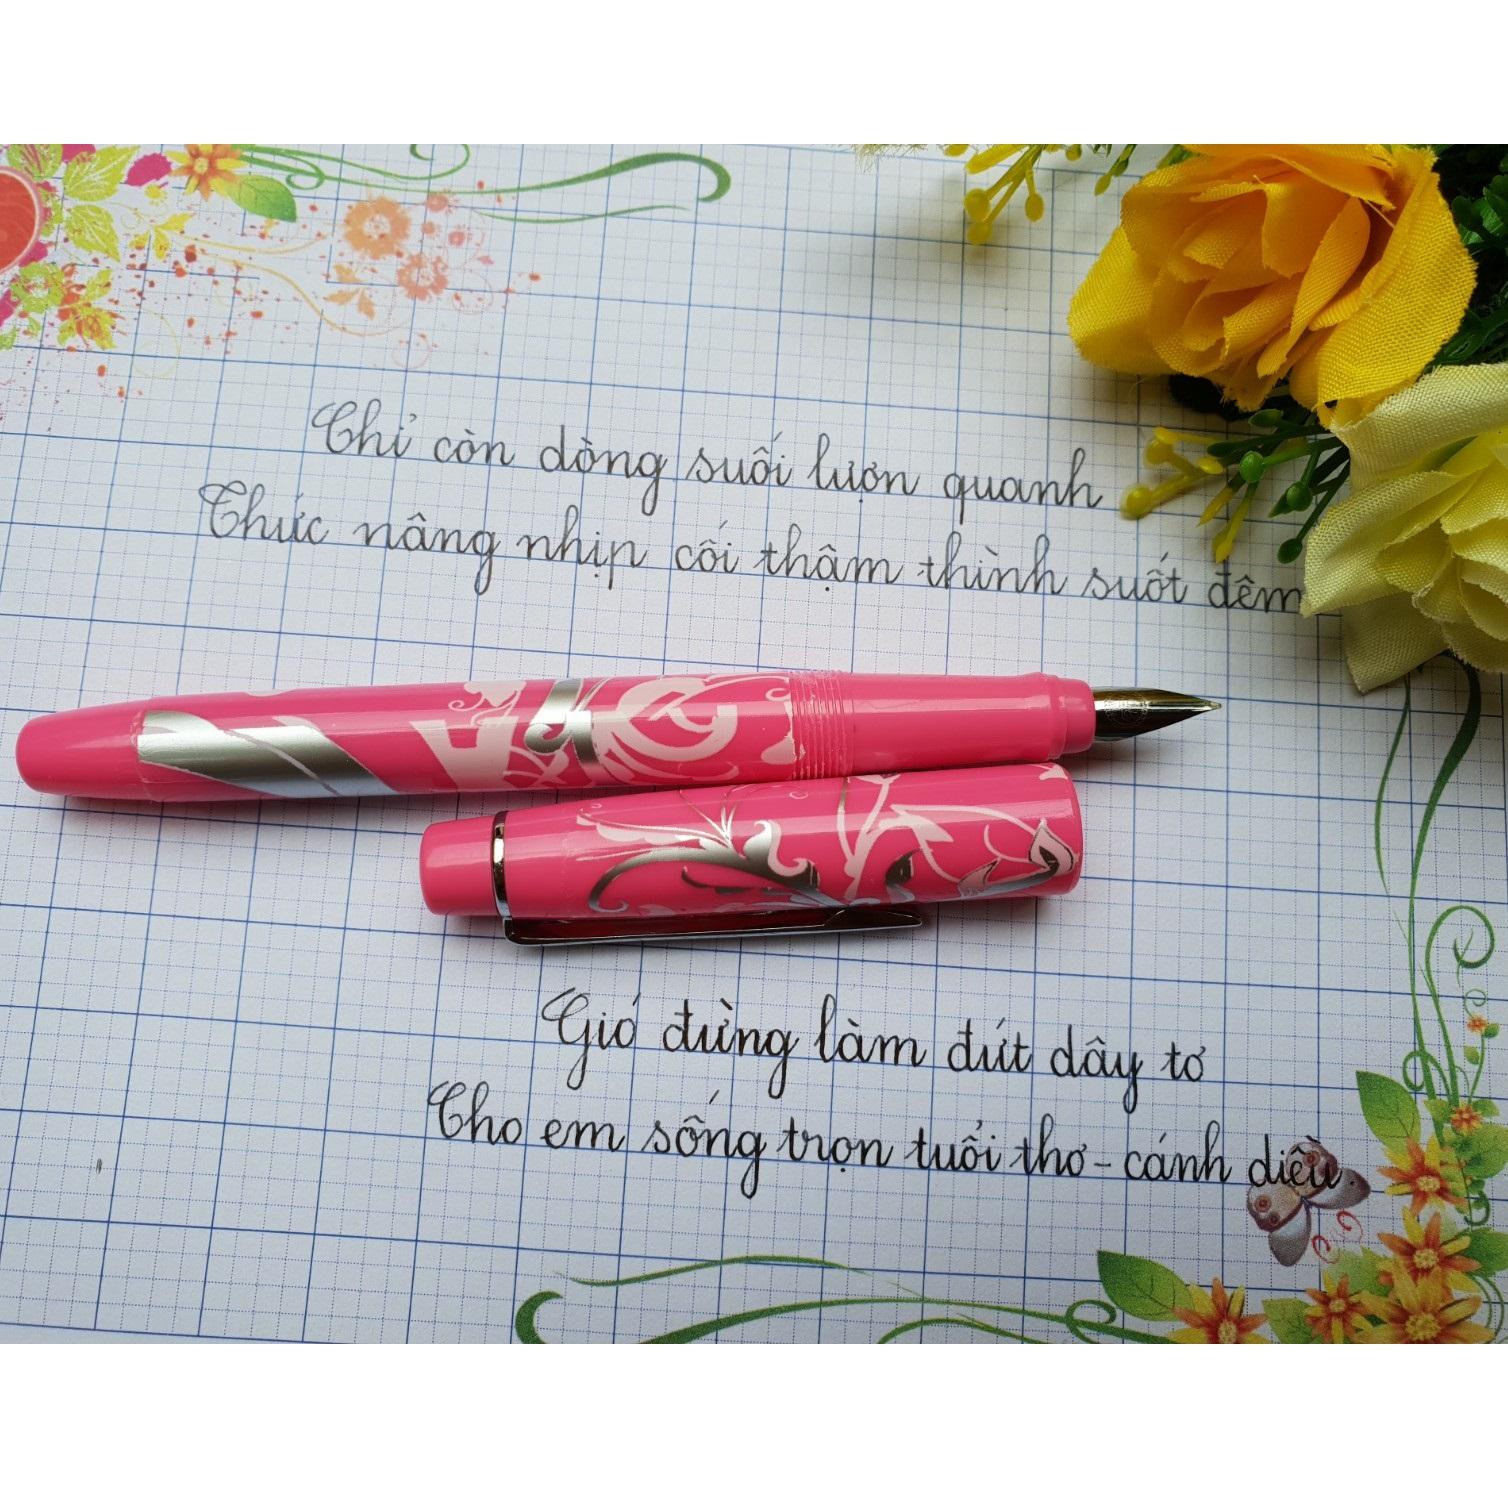 Chỉ còn dòng suối lượn quanh
Thức nâng nhịp cối thậm thình suốt đêm
Gió đừng làm đứt dây tơ
Cho em sống trọn tuổi thơ - cánh diều.